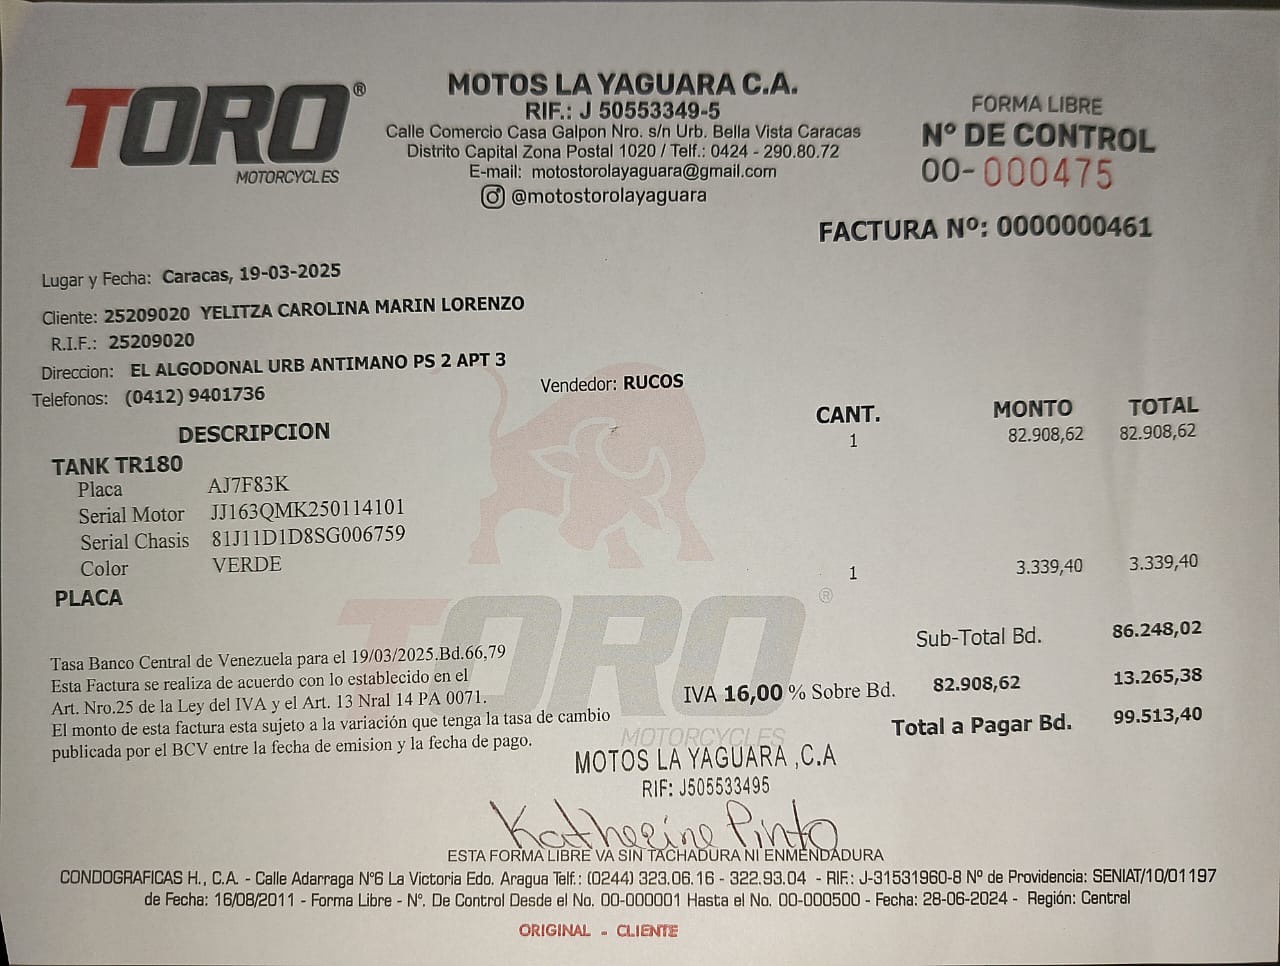 TORO®
MOTORCYCLES
MOTOS LA YAGUARA C.A.
RIF.: J 50553349-5
Calle Comercio Casa Galpon Nro. s/n Urb. Bella Vista Caracas
Distrito Capital Zona Postal 1020 / Telf.: 0424 - 290.80.72
E-mail: motostorolayaguara@gmail.com
@motostorolayaguara
FORMA LIBRE
Nº DE CONTROL
00-000475
FACTURA Nº: 0000000461
Lugar y Fecha: Caracas, 19-03-2025
Cliente: 25209020 YELITZA CAROLINA MARIN LORENZO
R.I.F.: 25209020
Direccion: EL ALGODONAL URB ANTIMANO PS 2 APT 3
Telefonos: (0412) 9401736
Vendedor: RUCOS
DESCRIPCION CANT. MONTO TOTAL
TANK TR180 1 82.908,62 82.908,62
Placa AJ7F83K
Serial Motor JJ163QMK250114101
Serial Chasis 81J11D1D8SG006759
Color VERDE
PLACA 1 3.339,40 3.339,40
TORO®
MOTORCYCLES
Sub-Total Bd. 86.248,02
IVA 16,00 % Sobre Bd. 82.908,62 13.265,38
Total a Pagar Bd. 99.513,40
Tasa Banco Central de Venezuela para el 19/03/2025.Bd.66,79
Esta Factura se realiza de acuerdo con lo establecido en el
Art. Nro.25 de la Ley del IVA y el Art. 13 Nral 14 PA 0071.
El monto de esta factura esta sujeto a la variación que tenga la tasa de cambio
publicada por el BCV entre la fecha de emision y la fecha de pago.
MOTOS LA YAGUARA ,C.A
RIF: J505533495
Katherine Pinto
ESTA FORMA LIBRE VA SIN TACHADURA NI ENMENDADURA
CONDOGRAFICAS H., C.A. - Calle Adarraga Nº6 La Victoria Edo. Aragua Telf.: (0244) 323.06.16 - 322.93.04 - RIF.: J-31531960-8 Nº de Providencia: SENIAT/10/01197
de Fecha: 16/08/2011 - Forma Libre - Nº. De Control Desde el No. 00-000001 Hasta el No. 00-000500 - Fecha: 28-06-2024 - Región: Central
ORIGINAL - CLIENTE